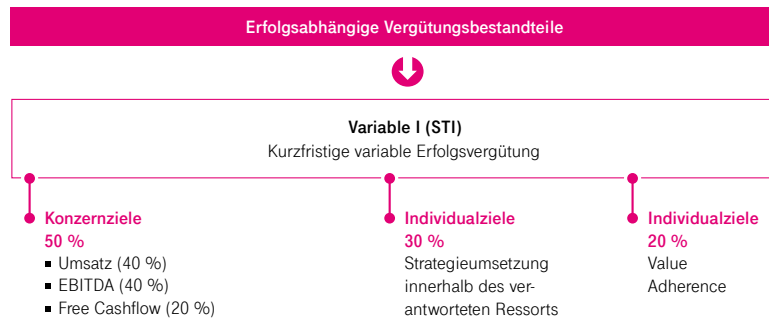 Erfolgsabhängige Vergütungsbestandteile
Variable I (STI)
Kurzfristige variable Erfolgsvergütung
Konzernziele
50 %
▪ Umsatz (40 %)
▪ EBITDA (40 %)
▪ Free Cashflow (20 %)
Individualziele
30 %
Strategieumsetzung
innerhalb des ver-
antworteten Ressorts
Individualziele
20 %
Value
Adherence